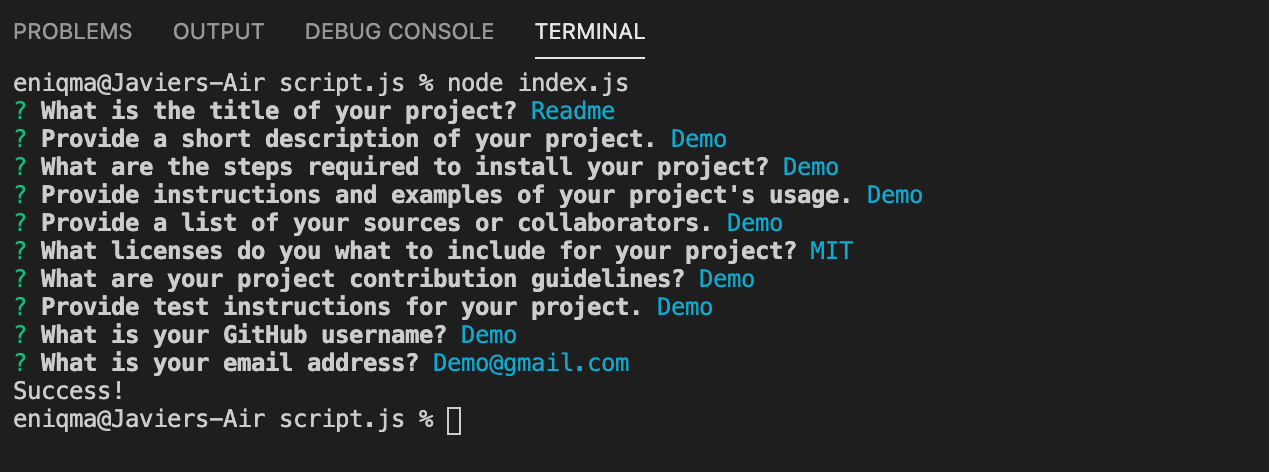 PROBLEMS OUTPUT DEBUG CONSOLE TERMINAL
eniqma@Javiers-Air script.js % node index.js
? What is the title of your project? Readme
? Provide a short description of your project. Demo
? What are the steps required to install your project? Demo
? Provide instructions and examples of your project's usage. Demo
? Provide a list of your sources or collaborators. Demo
? What licenses do you what to include for your project? MIT
? What are your project contribution guidelines? Demo
? Provide test instructions for your project. Demo
? What is your GitHub username? Demo
? What is your email address? Demo@gmail.com
Success!
eniqma@Javiers-Air script.js %